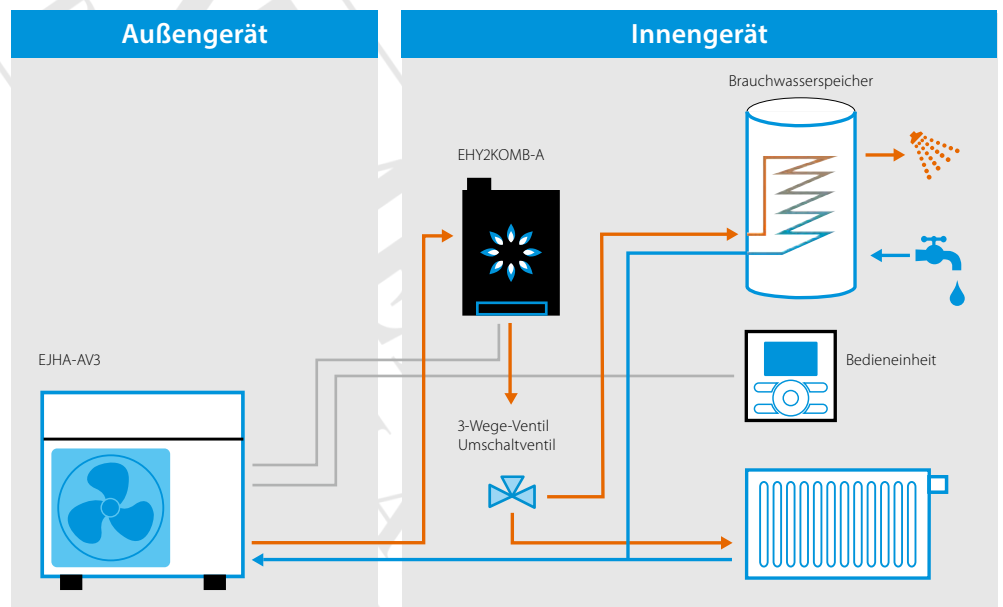 Außengerät
Innengerät
Brauchwasserspeicher
EHY2KOMB-A
EJHA-AV3
Bedieneinheit
3-Wege-Ventil
Umschaltventil